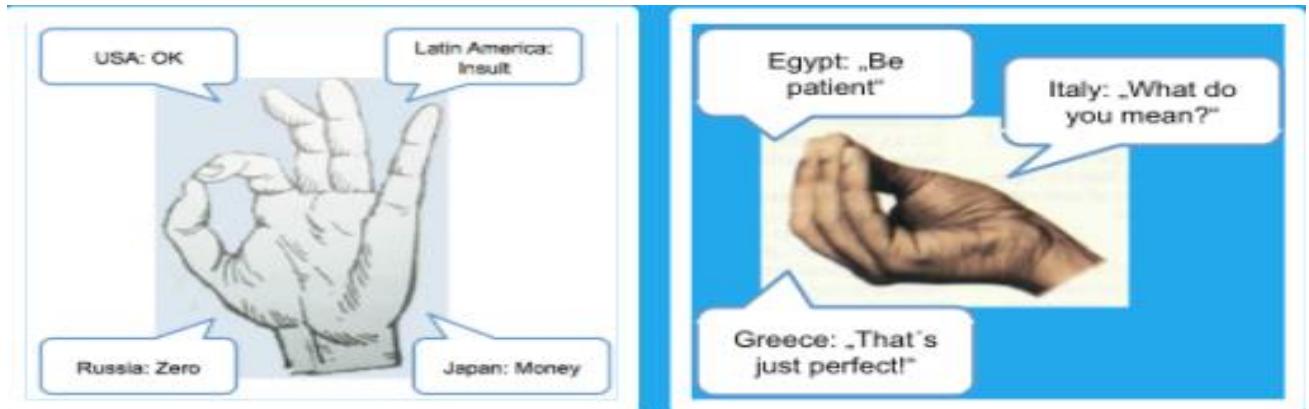 USA: OK
Latin America:
Insult
Russia: Zero
Japan: Money
Egypt: „Be
patient“
Italy: „What do
you mean?“
Greece: „That´s
just perfect!“